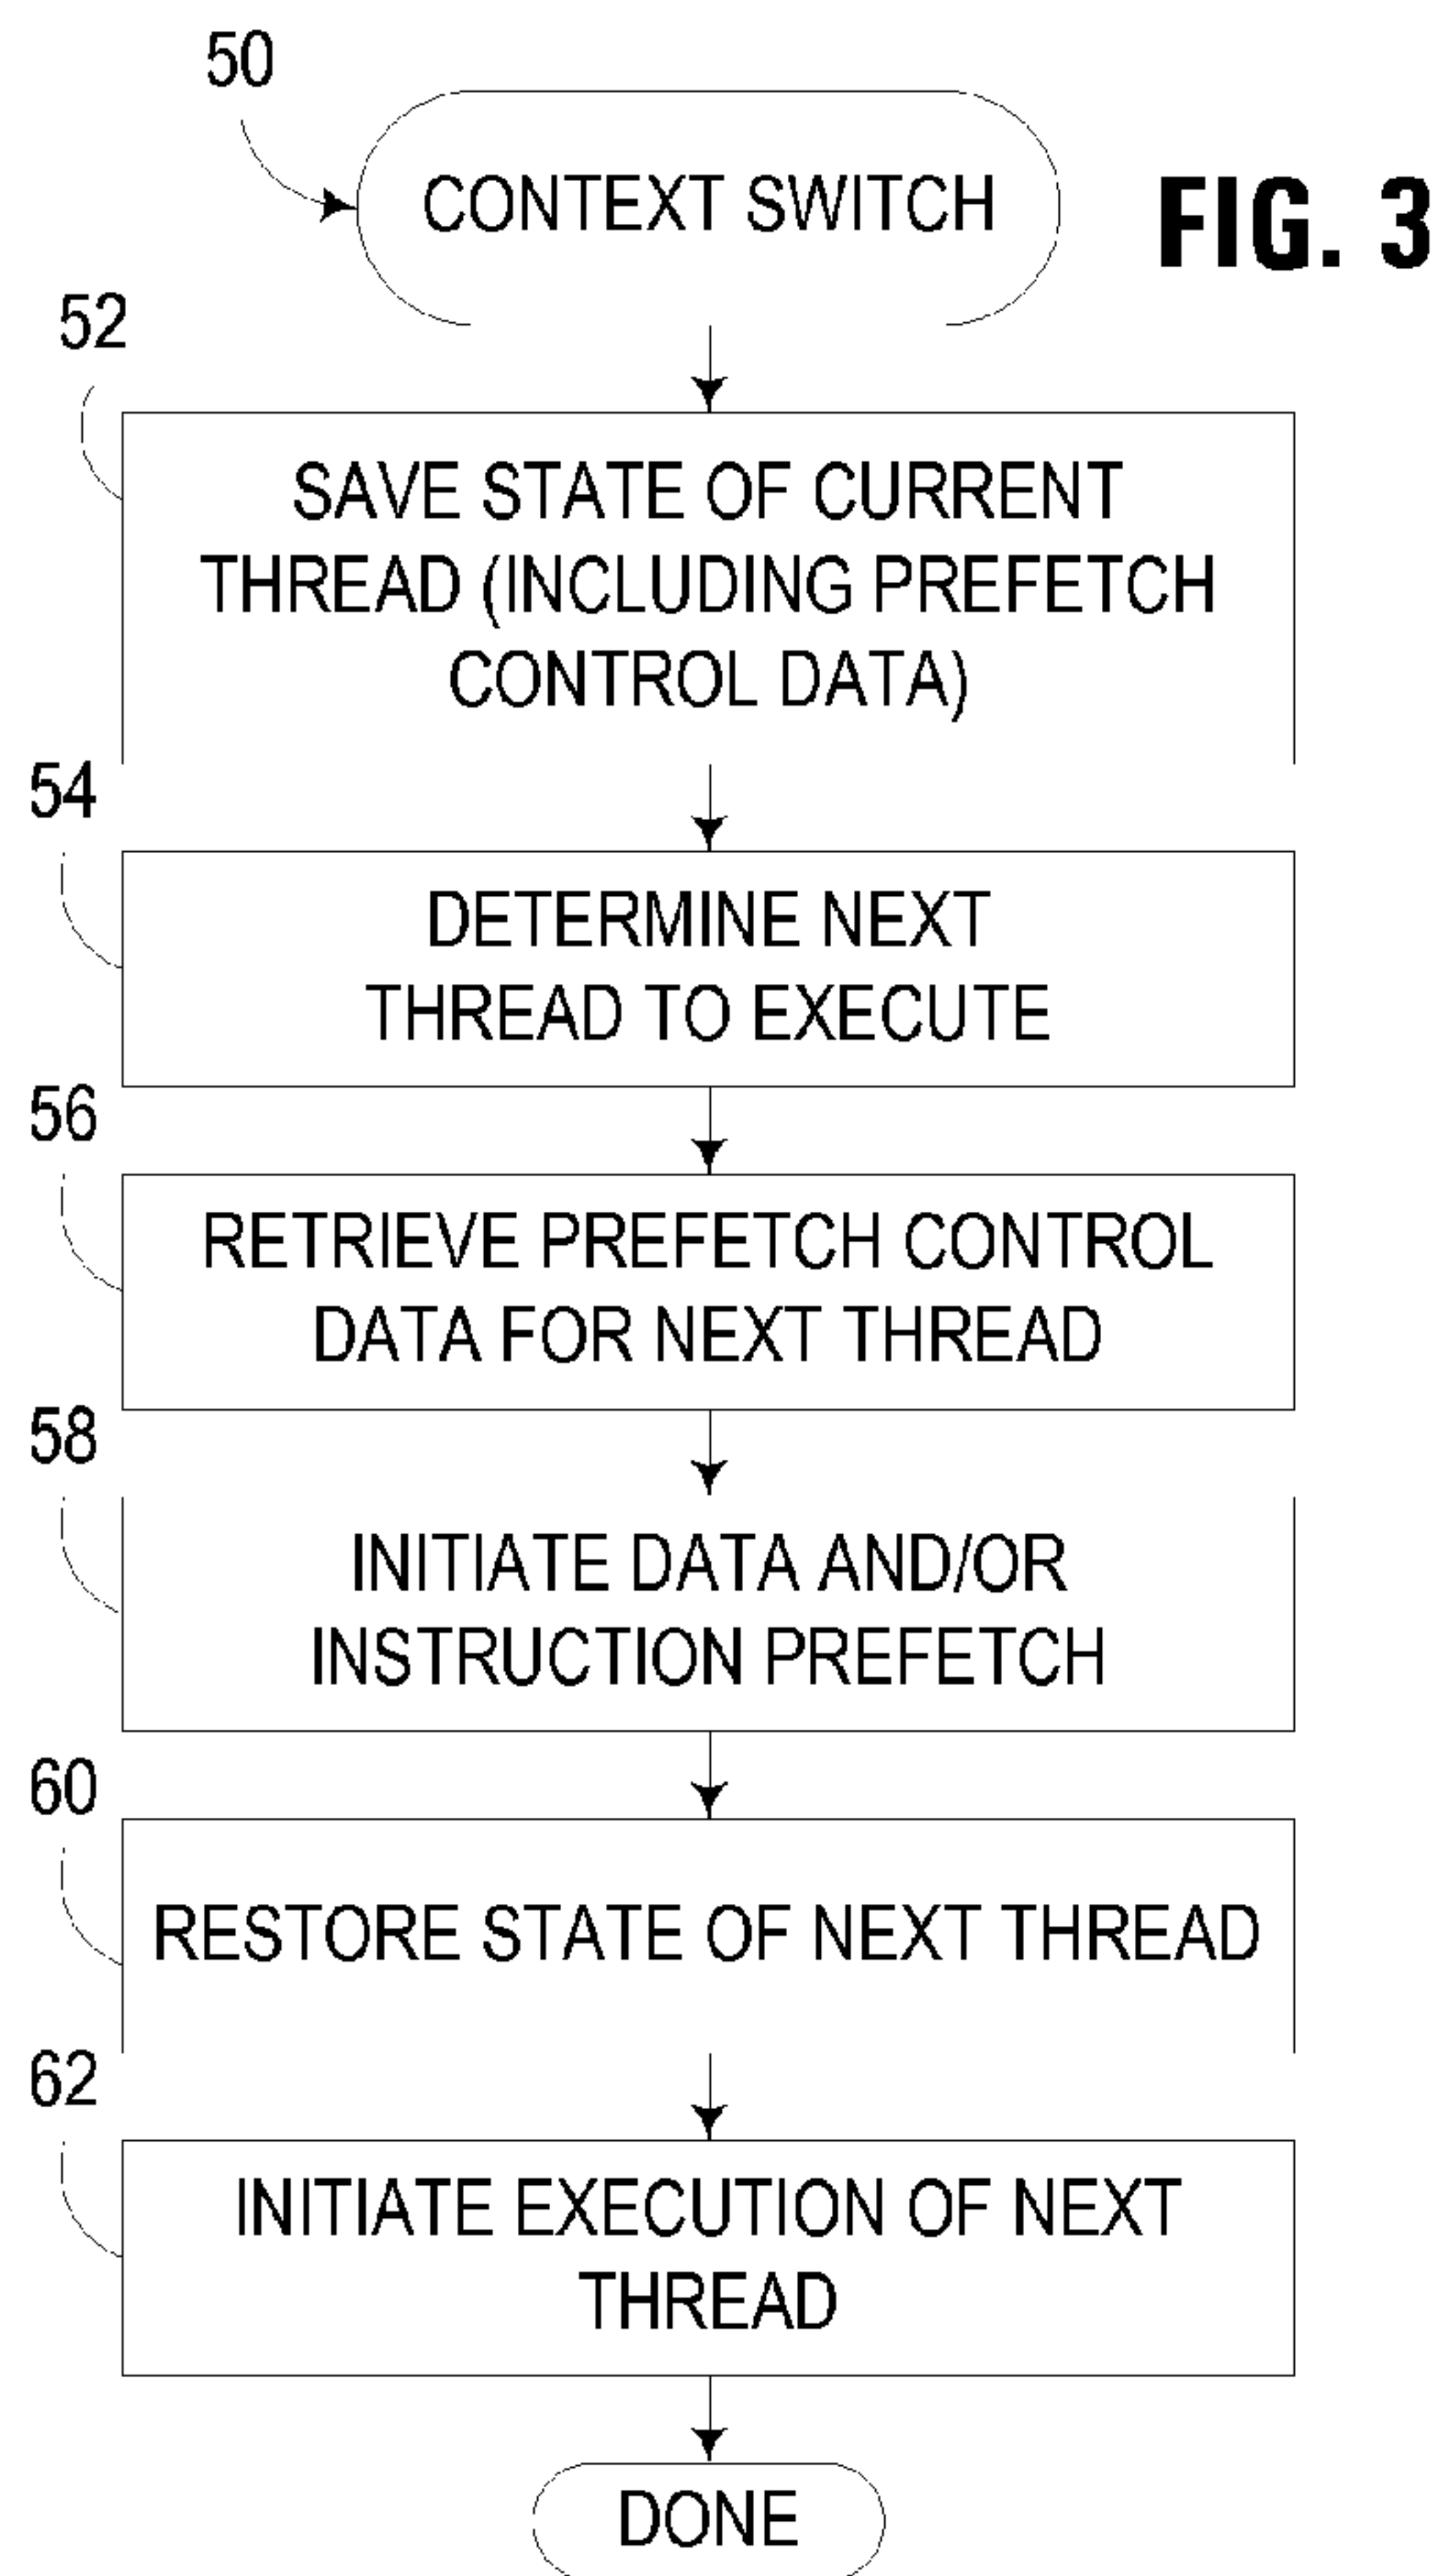 50
CONTEXT SWITCH
FIG. 3
52
SAVE STATE OF CURRENT
THREAD (INCLUDING PREFETCH
CONTROL DATA)
54
DETERMINE NEXT
THREAD TO EXECUTE
56
RETRIEVE PREFETCH CONTROL
DATA FOR NEXT THREAD
58
INITIATE DATA AND/OR
INSTRUCTION PREFETCH
60
RESTORE STATE OF NEXT THREAD
62
INITIATE EXECUTION OF NEXT
THREAD
DONE